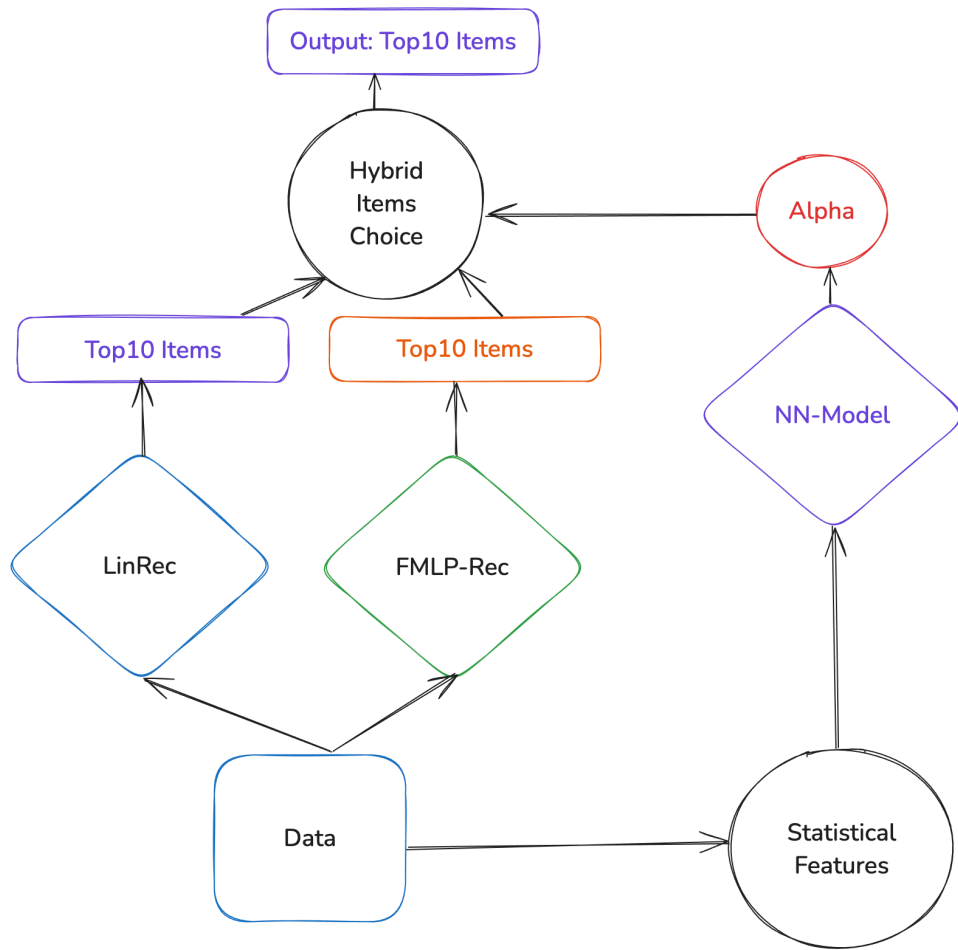 Output: Top10 Items
Hybrid
Items
Choice
Alpha
Top10 Items
Top10 Items
NN-Model
LinRec
FMLP-Rec
Data
Statistical
Features